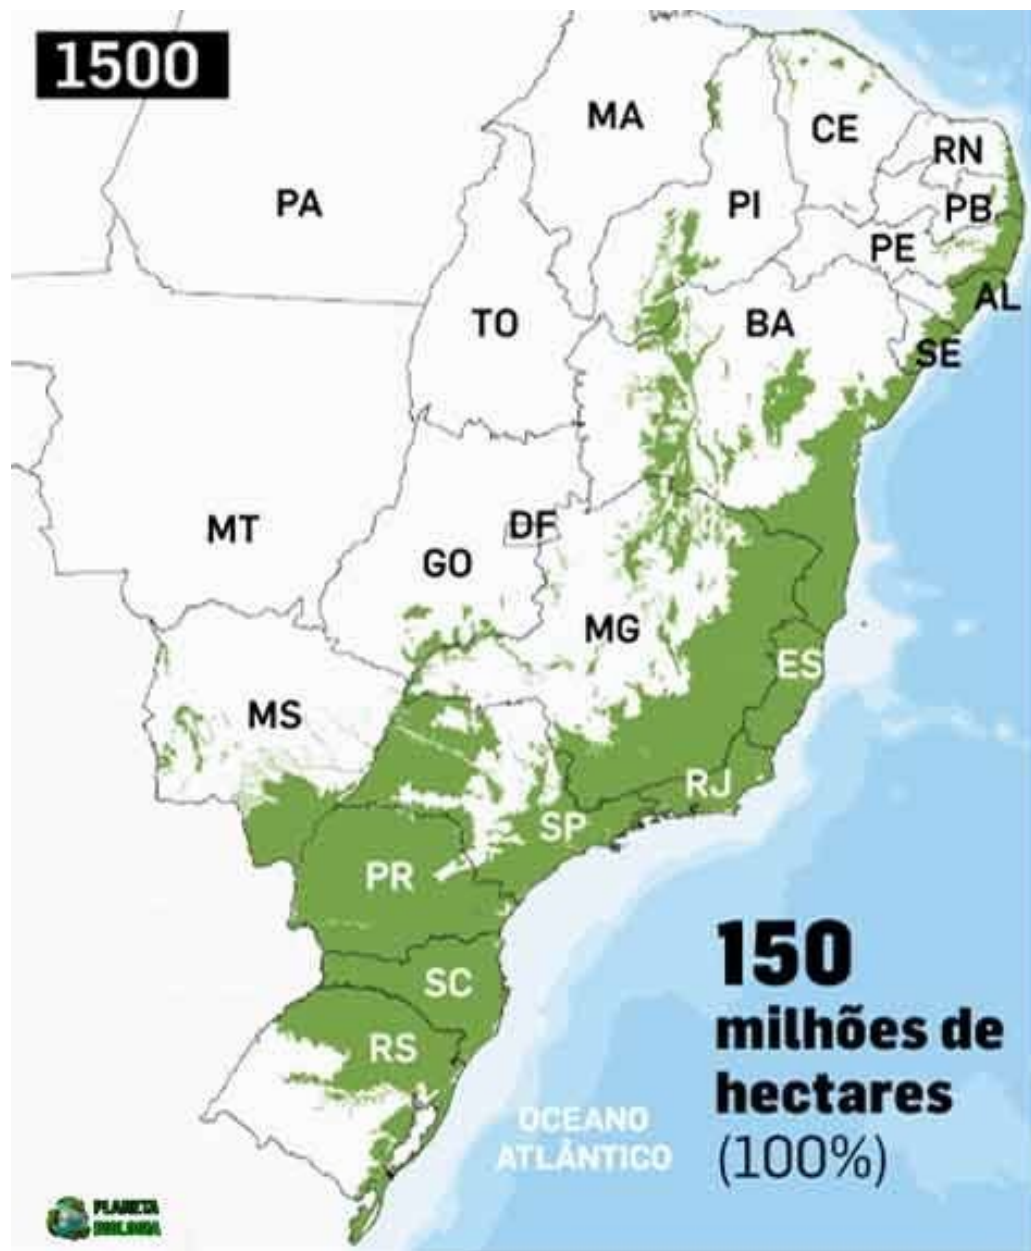 1500
MA
CE
RN
PA
PI
PB
PE
AL
TO
BA
SE
MT
DF
GO
MG
ES
MS
RJ
SP
PR
SC
RS
150
milhões de
hectares
(100%)
OCEANO
ATLÂNTICO
PLANETA